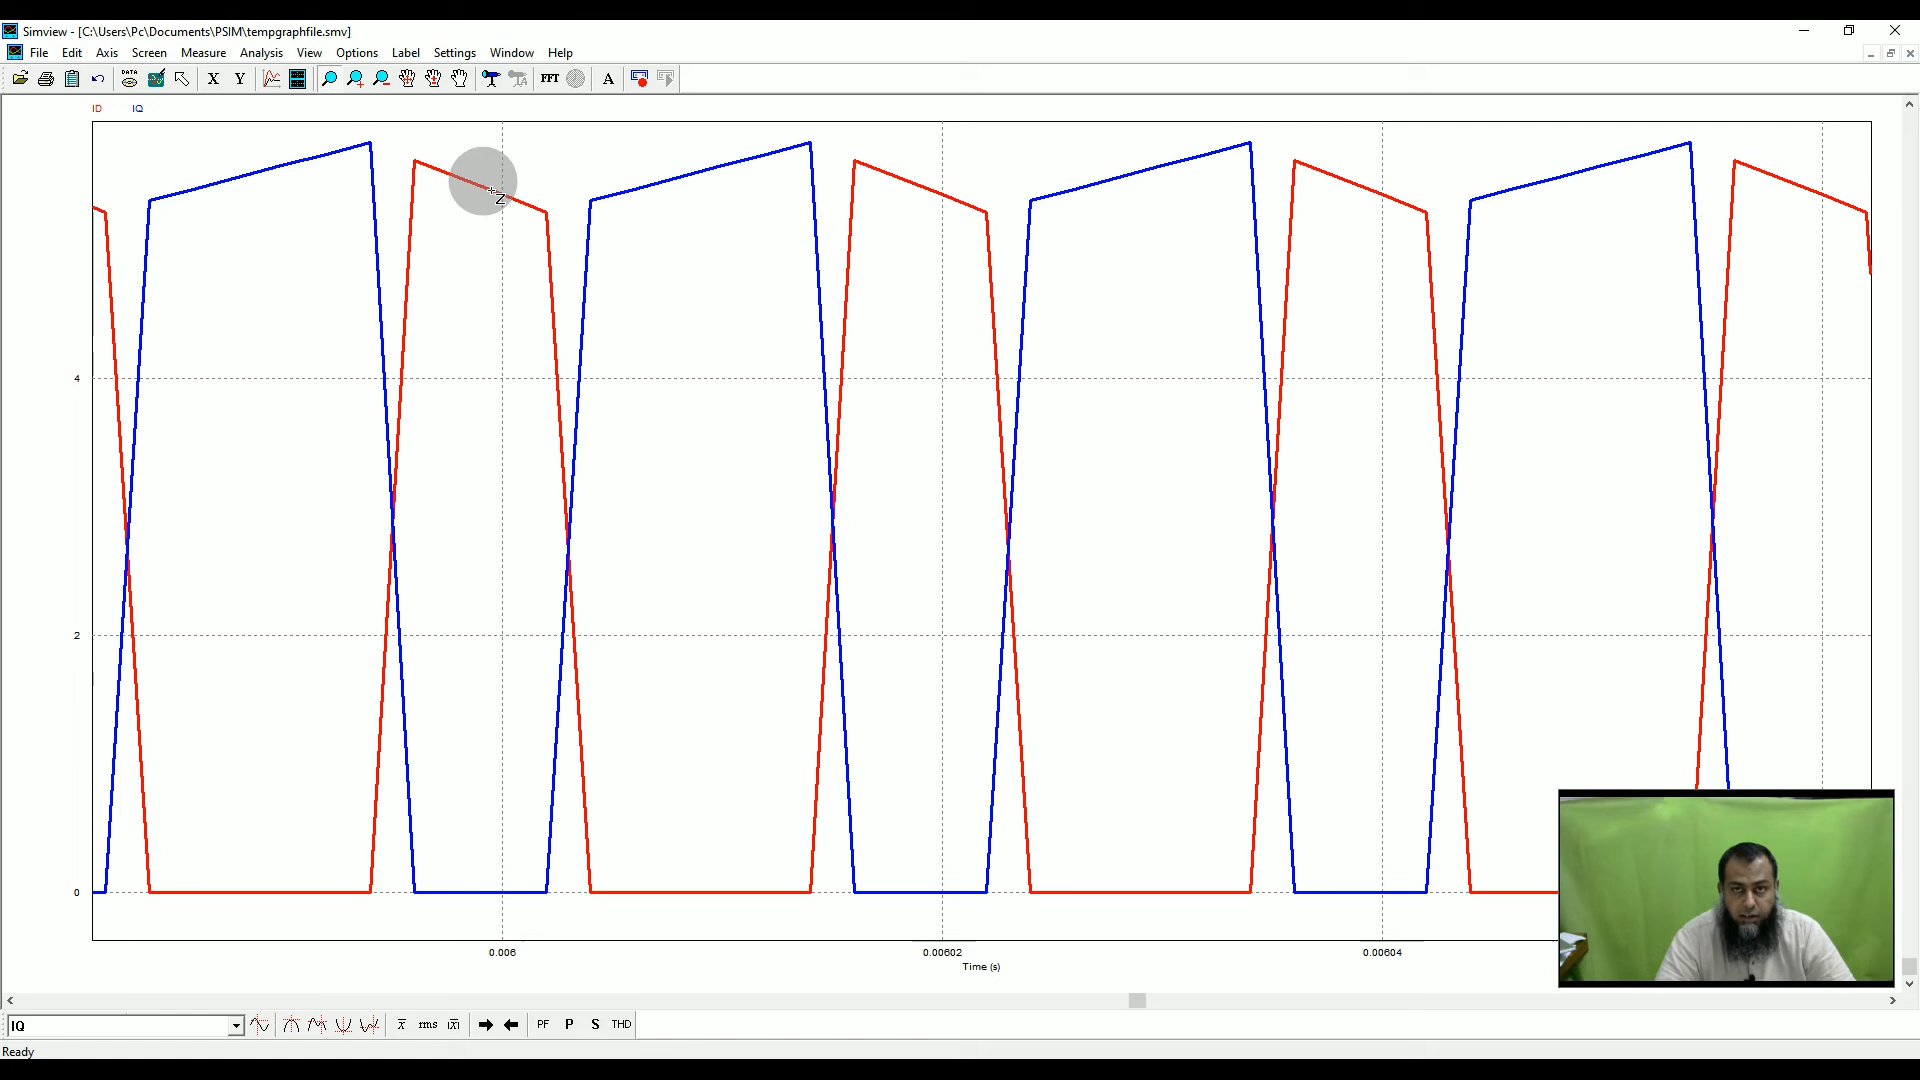 Simview - [C:\Users\Pc\Documents\PSIM\tempgraphfile.smv]
File Edit Axis Screen Measure Analysis View Options Label Settings Window Help
DATA X Y FFT A
ID IQ
Z
4
2
0
0.006 0.00602 0.00604
Time (s)
IQ x rms |x| PF P S THD
Ready